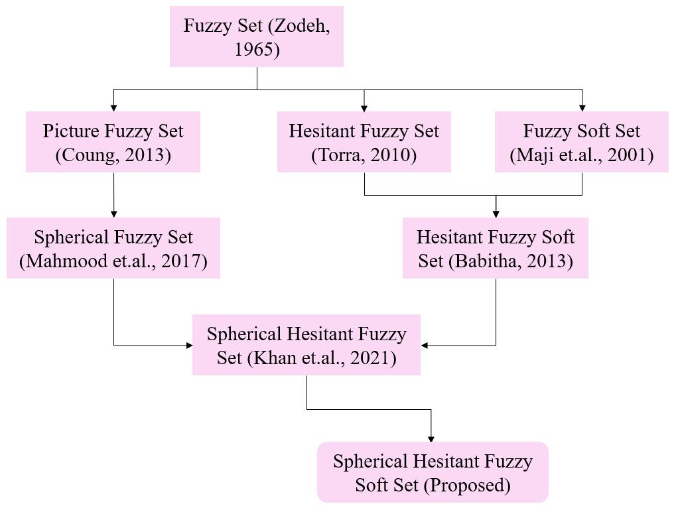 Fuzzy Set (Zodeh,
1965)
Picture Fuzzy Set
(Coung, 2013)
Hesitant Fuzzy Set
(Torra, 2010)
Fuzzy Soft Set
(Maji et.al., 2001)
Spherical Fuzzy Set
(Mahmood et.al., 2017)
Hesitant Fuzzy Soft
Set (Babitha, 2013)
Spherical Hesitant Fuzzy
Set (Khan et.al., 2021)
Spherical Hesitant Fuzzy
Soft Set (Proposed)